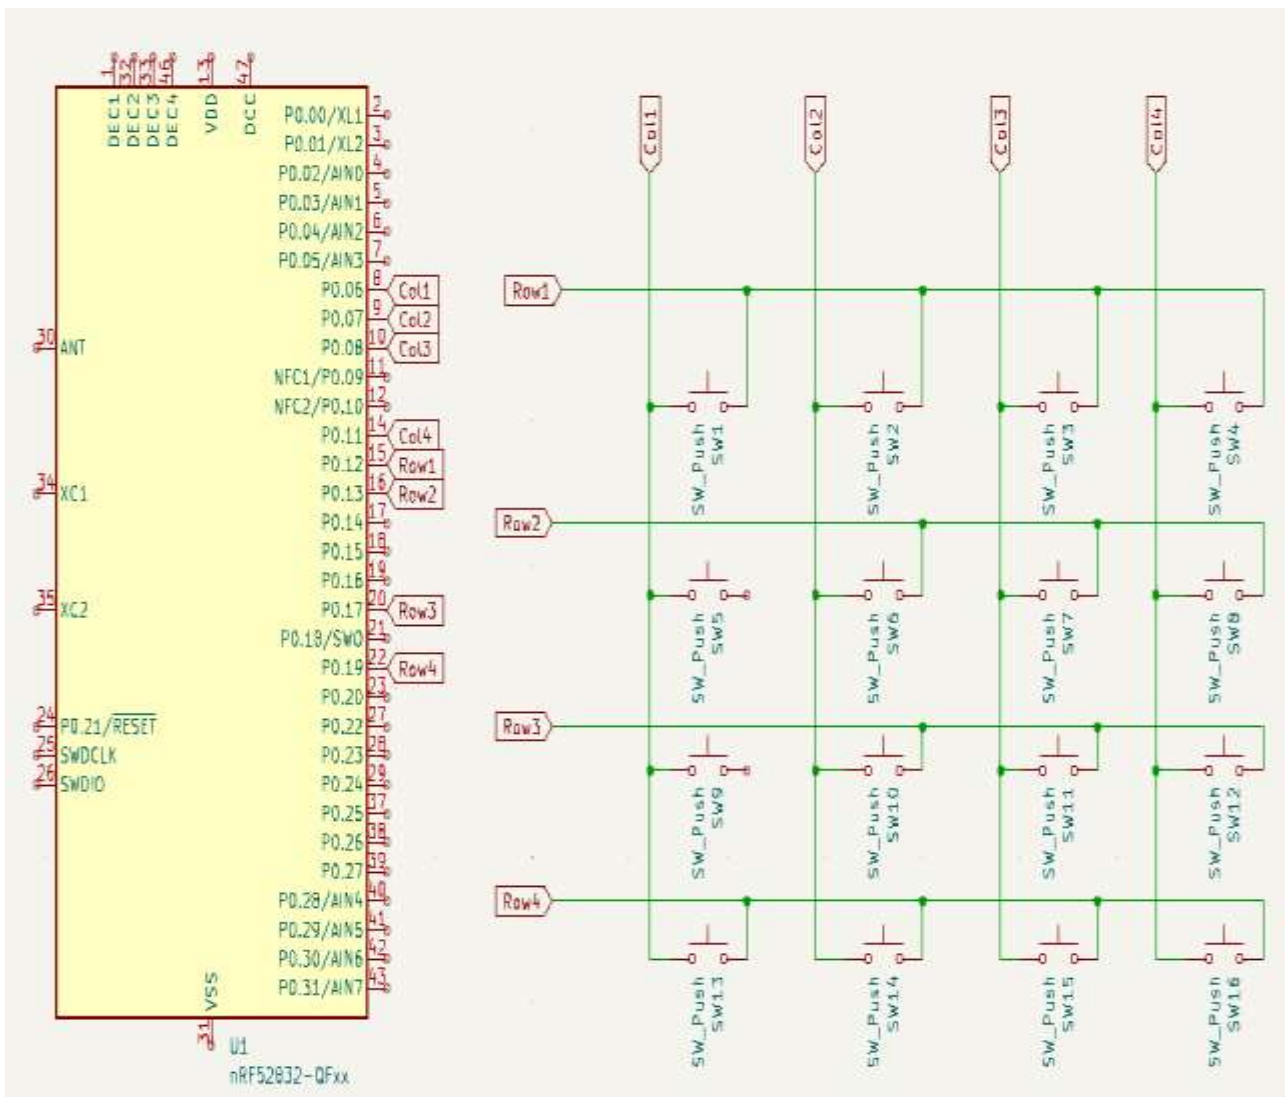 1
32
33
46
13
47
DEC1
DEC2
DEC3
DEC4
VDD
DCC
P0.00/XL1 2
P0.01/XL2 3
P0.02/AIN0 4
P0.03/AIN1 5
P0.04/AIN2 6
P0.05/AIN3 7
P0.06 8 Col1
P0.07 9 Col2
P0.08 10 Col3
NFC1/P0.09 11
NFC2/P0.10 12
P0.11 14 Col4
P0.12 15 Row1
P0.13 16 Row2
P0.14 17
P0.15 18
P0.16 19
P0.17 20 Row3
P0.18/SWO 21
P0.19 22 Row4
P0.20 23
P0.22 27
P0.23 28
P0.24 29
P0.25 37
P0.26 38
P0.27 39
P0.28/AIN4 40
P0.29/AIN5 41
P0.30/AIN6 42
P0.31/AIN7 43
30 ANT
34 XC1
35 XC2
24 P0.21/RESET
25 SWDCLK
26 SWDIO
VSS
31
U1
nRF52832-QFxx
Col1
Col2
Col3
Col4
Row1
SW_Push
SW1
SW_Push
SW2
SW_Push
SW3
SW_Push
SW4
Row2
SW_Push
SW5
SW_Push
SW6
SW_Push
SW7
SW_Push
SW8
Row3
SW_Push
SW9
SW_Push
SW10
SW_Push
SW11
SW_Push
SW12
Row4
SW_Push
SW13
SW_Push
SW14
SW_Push
SW15
SW_Push
SW16